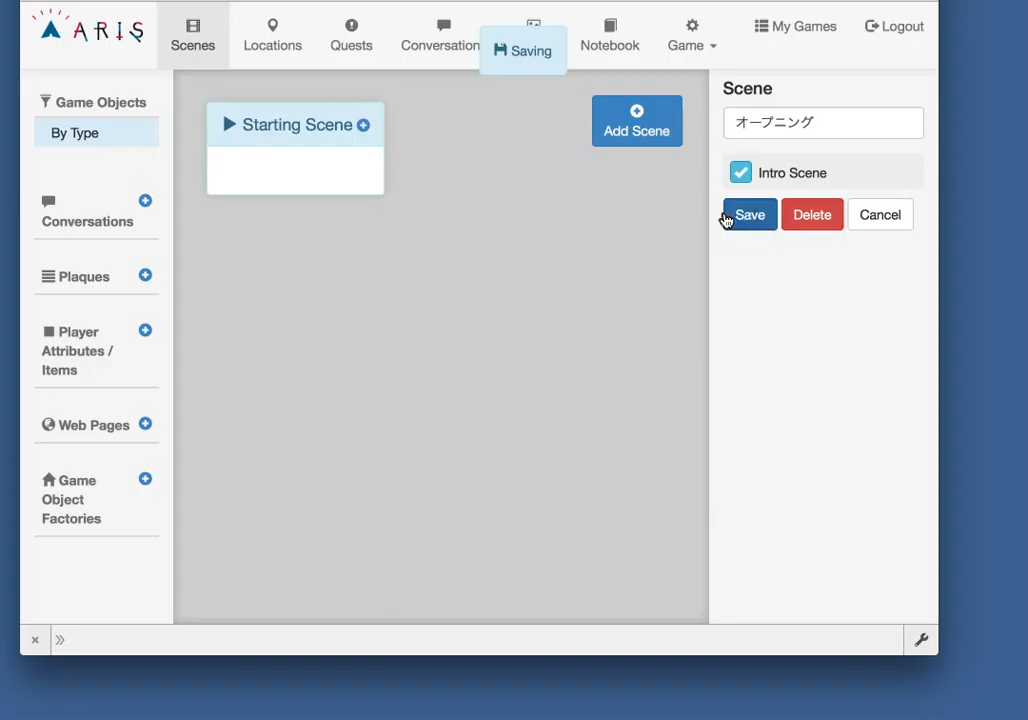 ARIS
Scenes
Locations
Quests
Conversation
Saving
Notebook
Game
My Games
Logout
Game Objects
By Type
Conversations
Plaques
Player
Attributes /
Items
Web Pages
Game
Object
Factories
Starting Scene
Add Scene
Scene
オープニング
Intro Scene
Save
Delete
Cancel